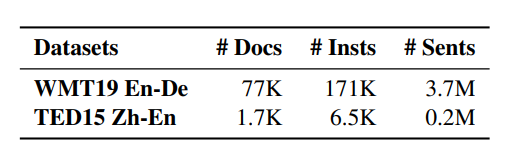 Datasets # Docs # Insts # Sents
WMT19 En-De 77K 171K 3.7M
TED15 Zh-En 1.7K 6.5K 0.2M